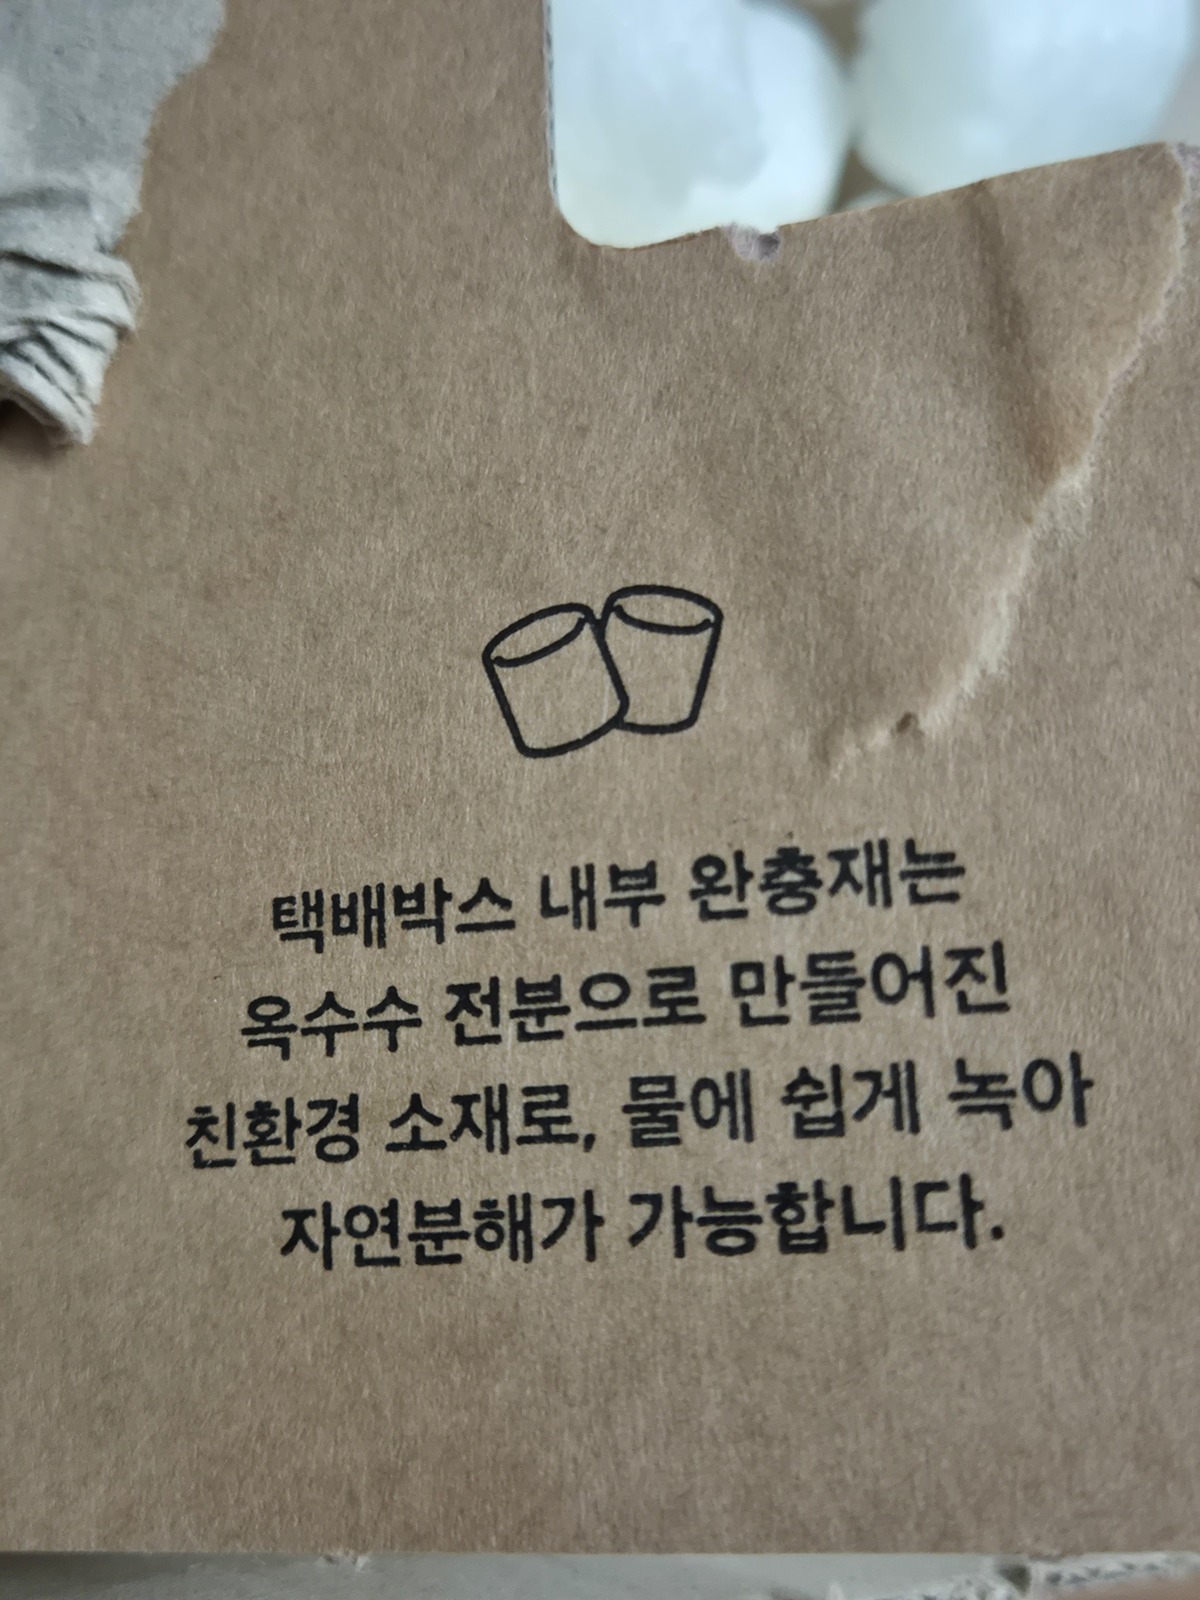 택배박스 내부 완충재는
옥수수 전분으로 만들어진
친환경 소재로, 물에 쉽게 녹아
자연분해가 가능합니다.